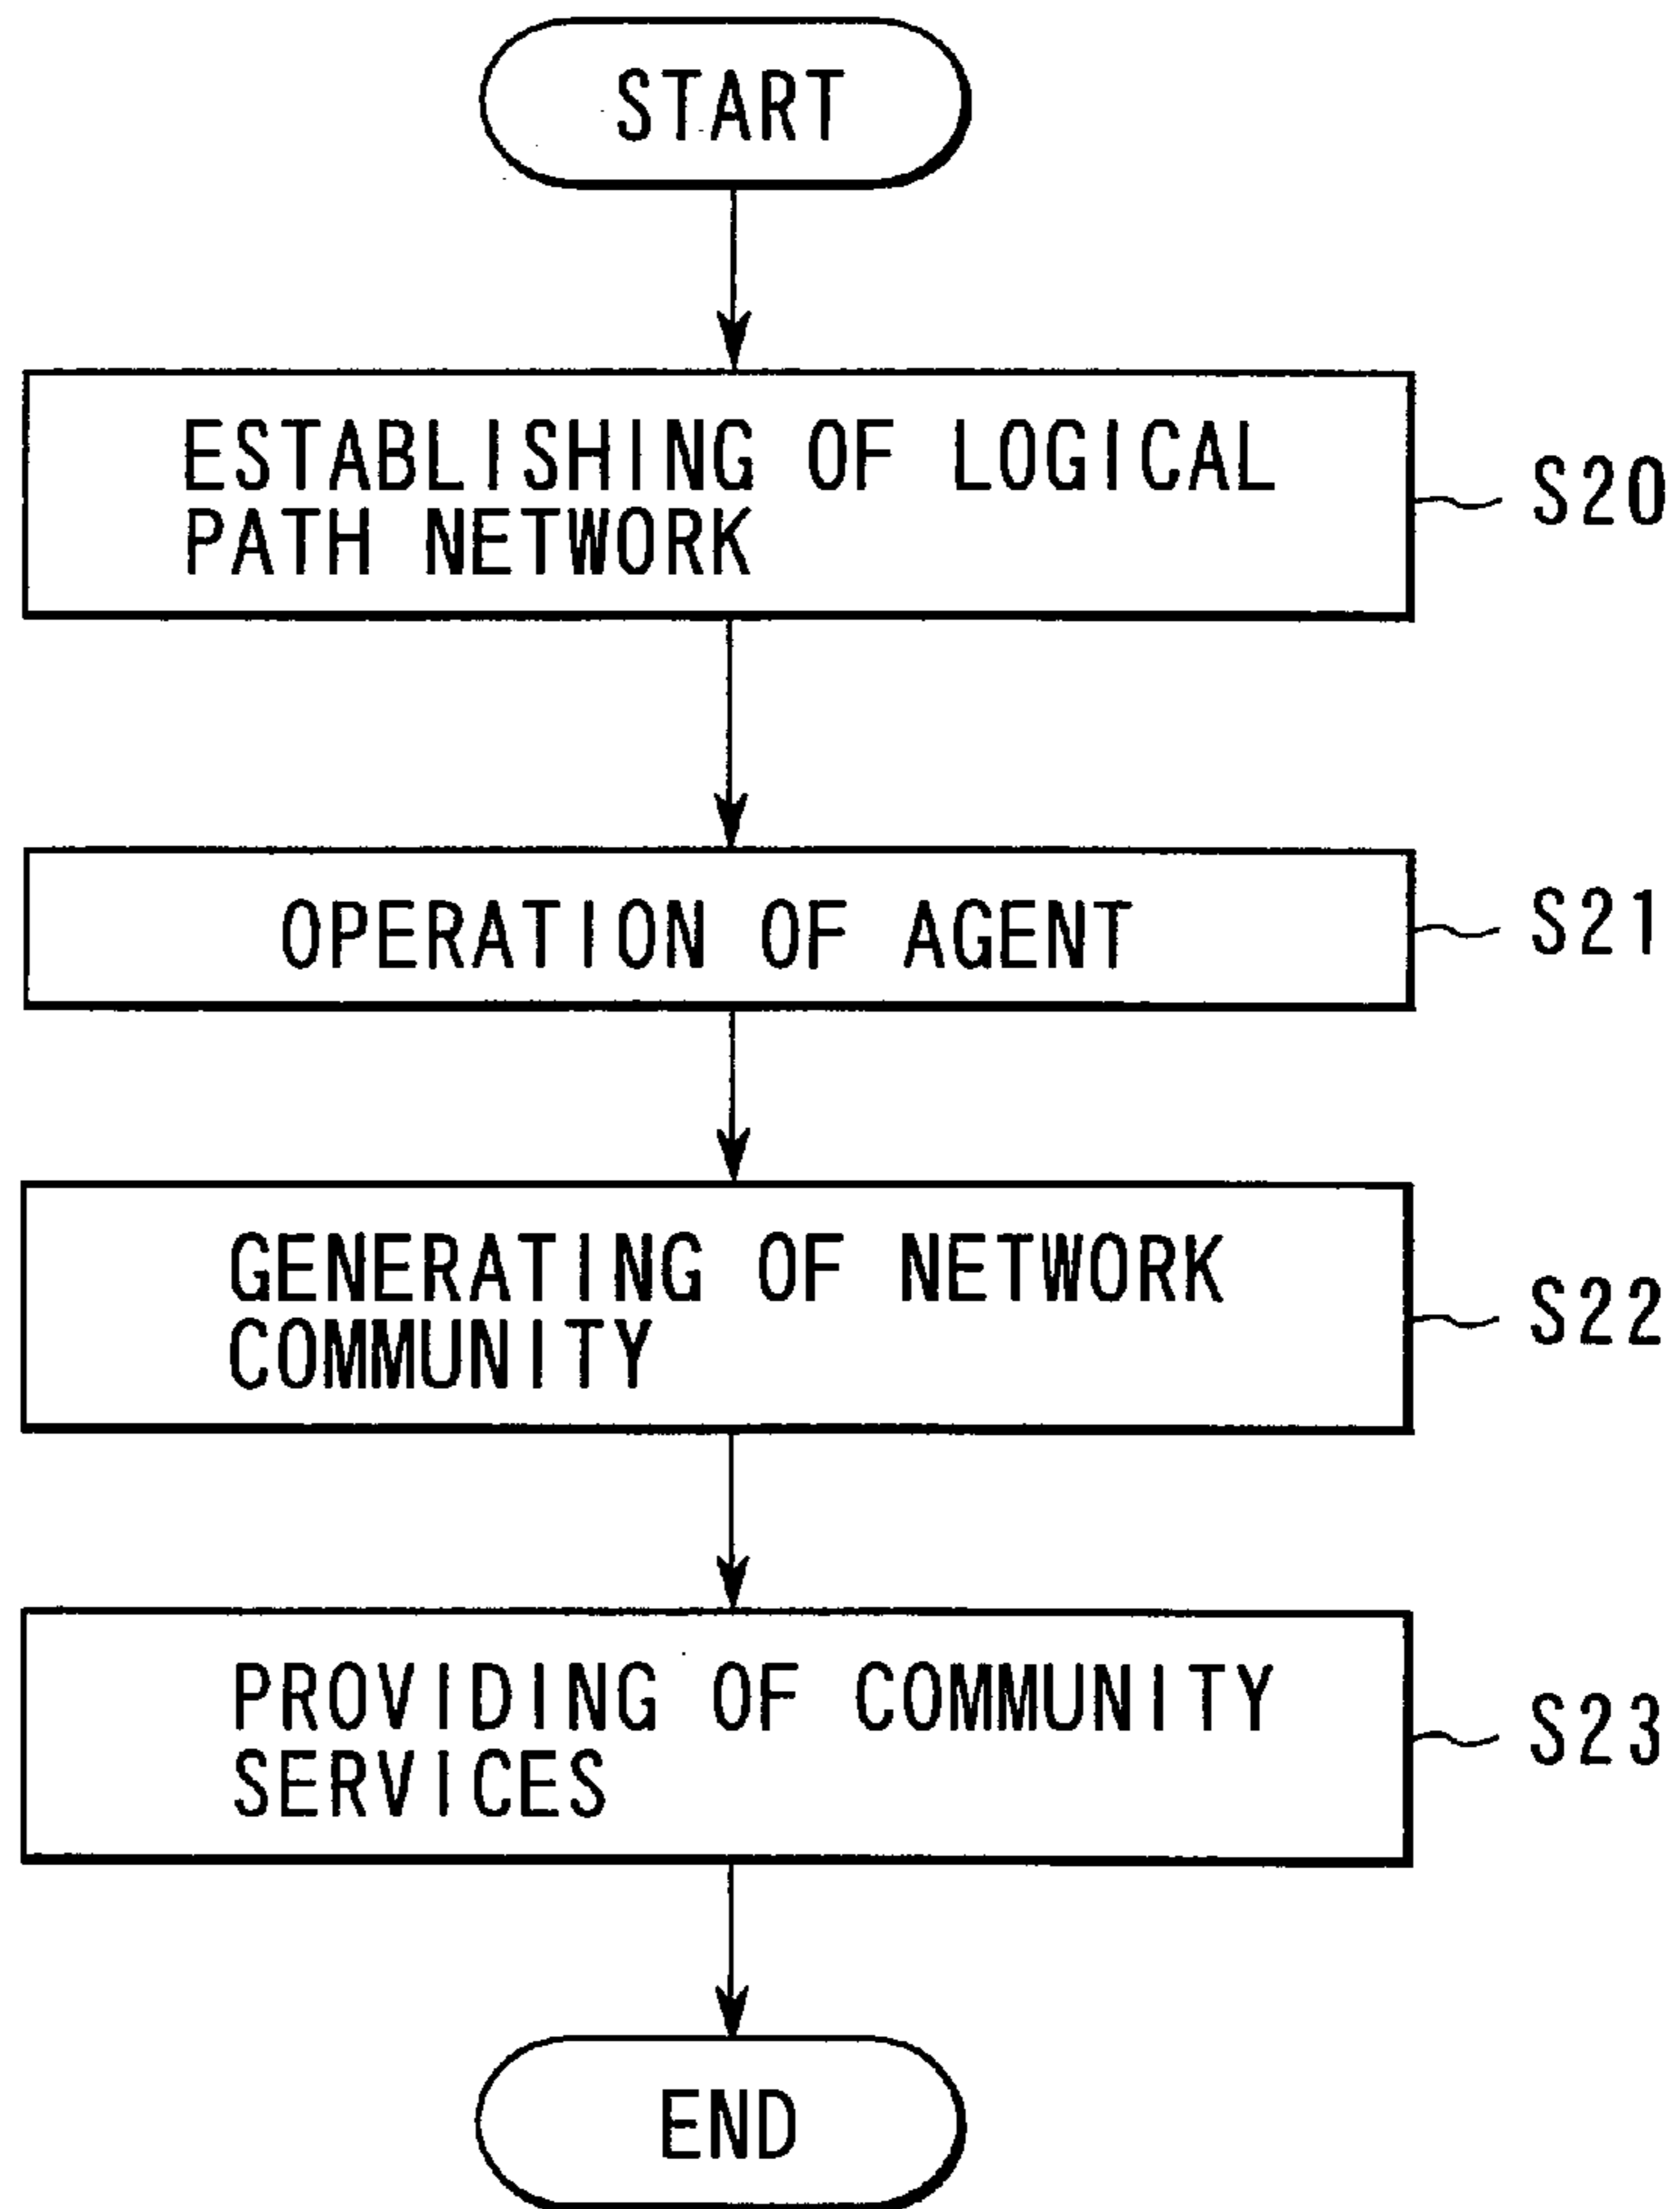 START
ESTABLISHING OF LOGICAL
PATH NETWORK
S20
OPERATION OF AGENT
S21
GENERATING OF NETWORK
COMMUNITY
S22
PROVIDING OF COMMUNITY
SERVICES
S23
END